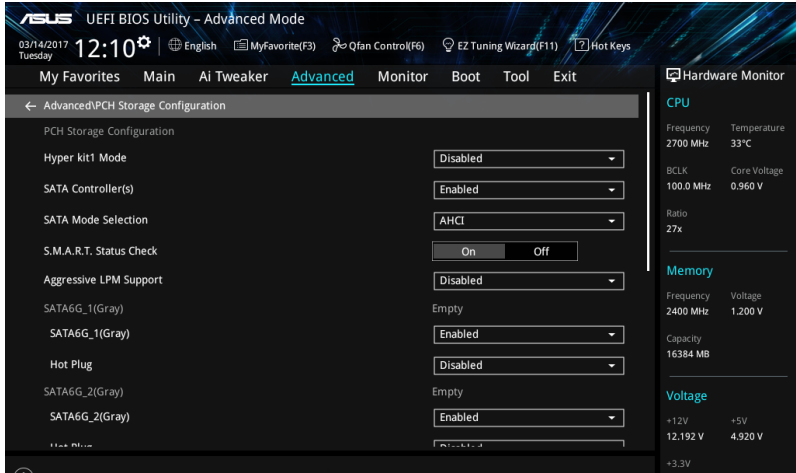 ASUS UEFI BIOS Utility – Advanced Mode
03/14/2017 Tuesday 12:10 English MyFavorite(F3) Qfan Control(F6) EZ Tuning Wizard(F11) ? Hot Keys
My Favorites Main Ai Tweaker Advanced Monitor Boot Tool Exit
← Advanced\PCH Storage Configuration
PCH Storage Configuration
Hyper kit1 Mode Disabled
SATA Controller(s) Enabled
SATA Mode Selection AHCI
S.M.A.R.T. Status Check On Off
Aggressive LPM Support Disabled
SATA6G_1(Gray) Empty
SATA6G_1(Gray) Enabled
Hot Plug Disabled
SATA6G_2(Gray) Empty
SATA6G_2(Gray) Enabled
Hardware Monitor
CPU
Frequency Temperature
2700 MHz 33°C
BCLK Core Voltage
100.0 MHz 0.960 V
Ratio
27x
Memory
Frequency Voltage
2400 MHz 1.200 V
Capacity
16384 MB
Voltage
+12V +5V
12.192 V 4.920 V
+3.3V